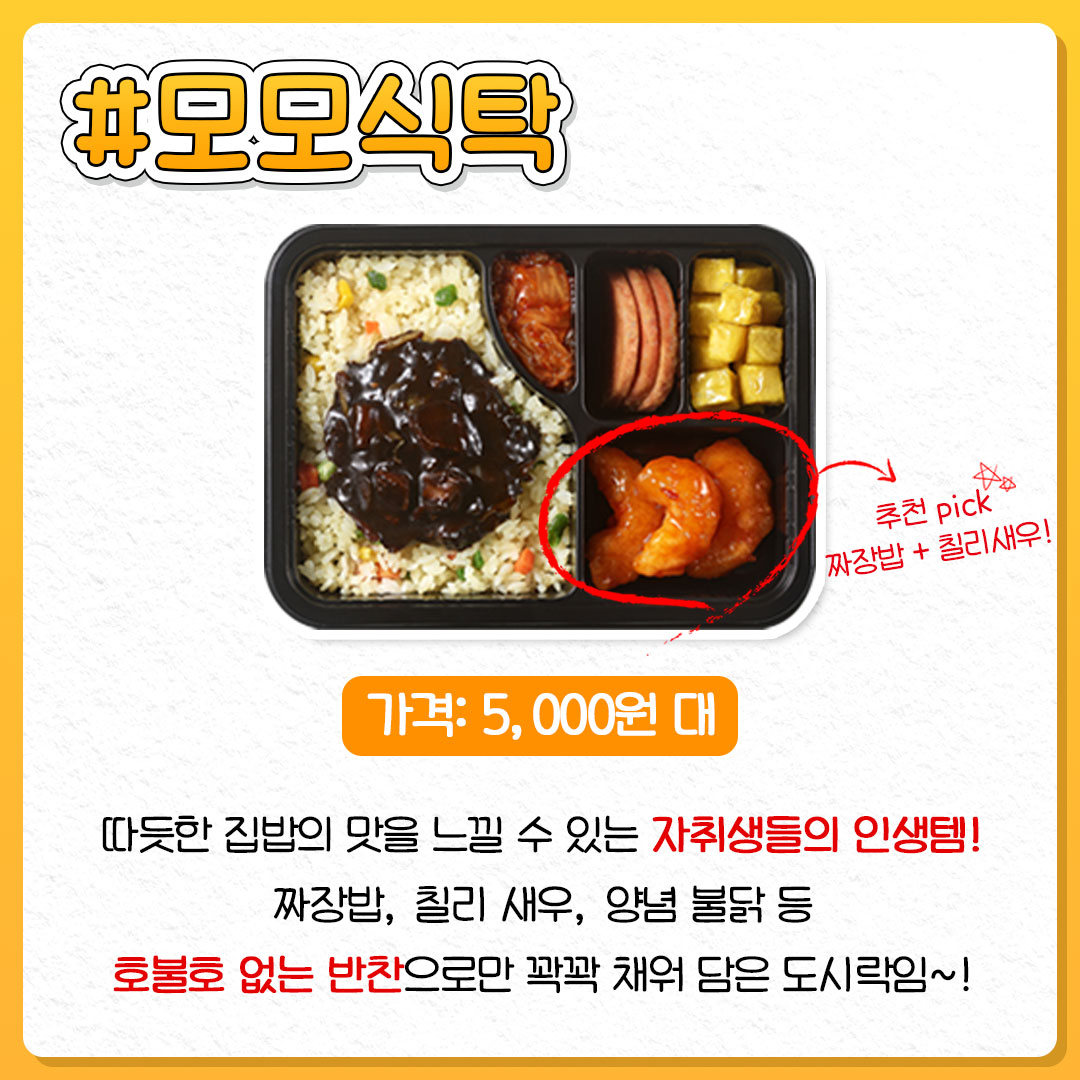 #모모식탁
추천 pick
짜장밥 + 칠리새우!
가격: 5, 000원 대
따듯한 집밥의 맛을 느낄 수 있는 자취생들의 인생템!
짜장밥, 칠리 새우, 양념 불닭 등
호불호 없는 반찬으로만 꽉꽉 채워 담은 도시락임~!